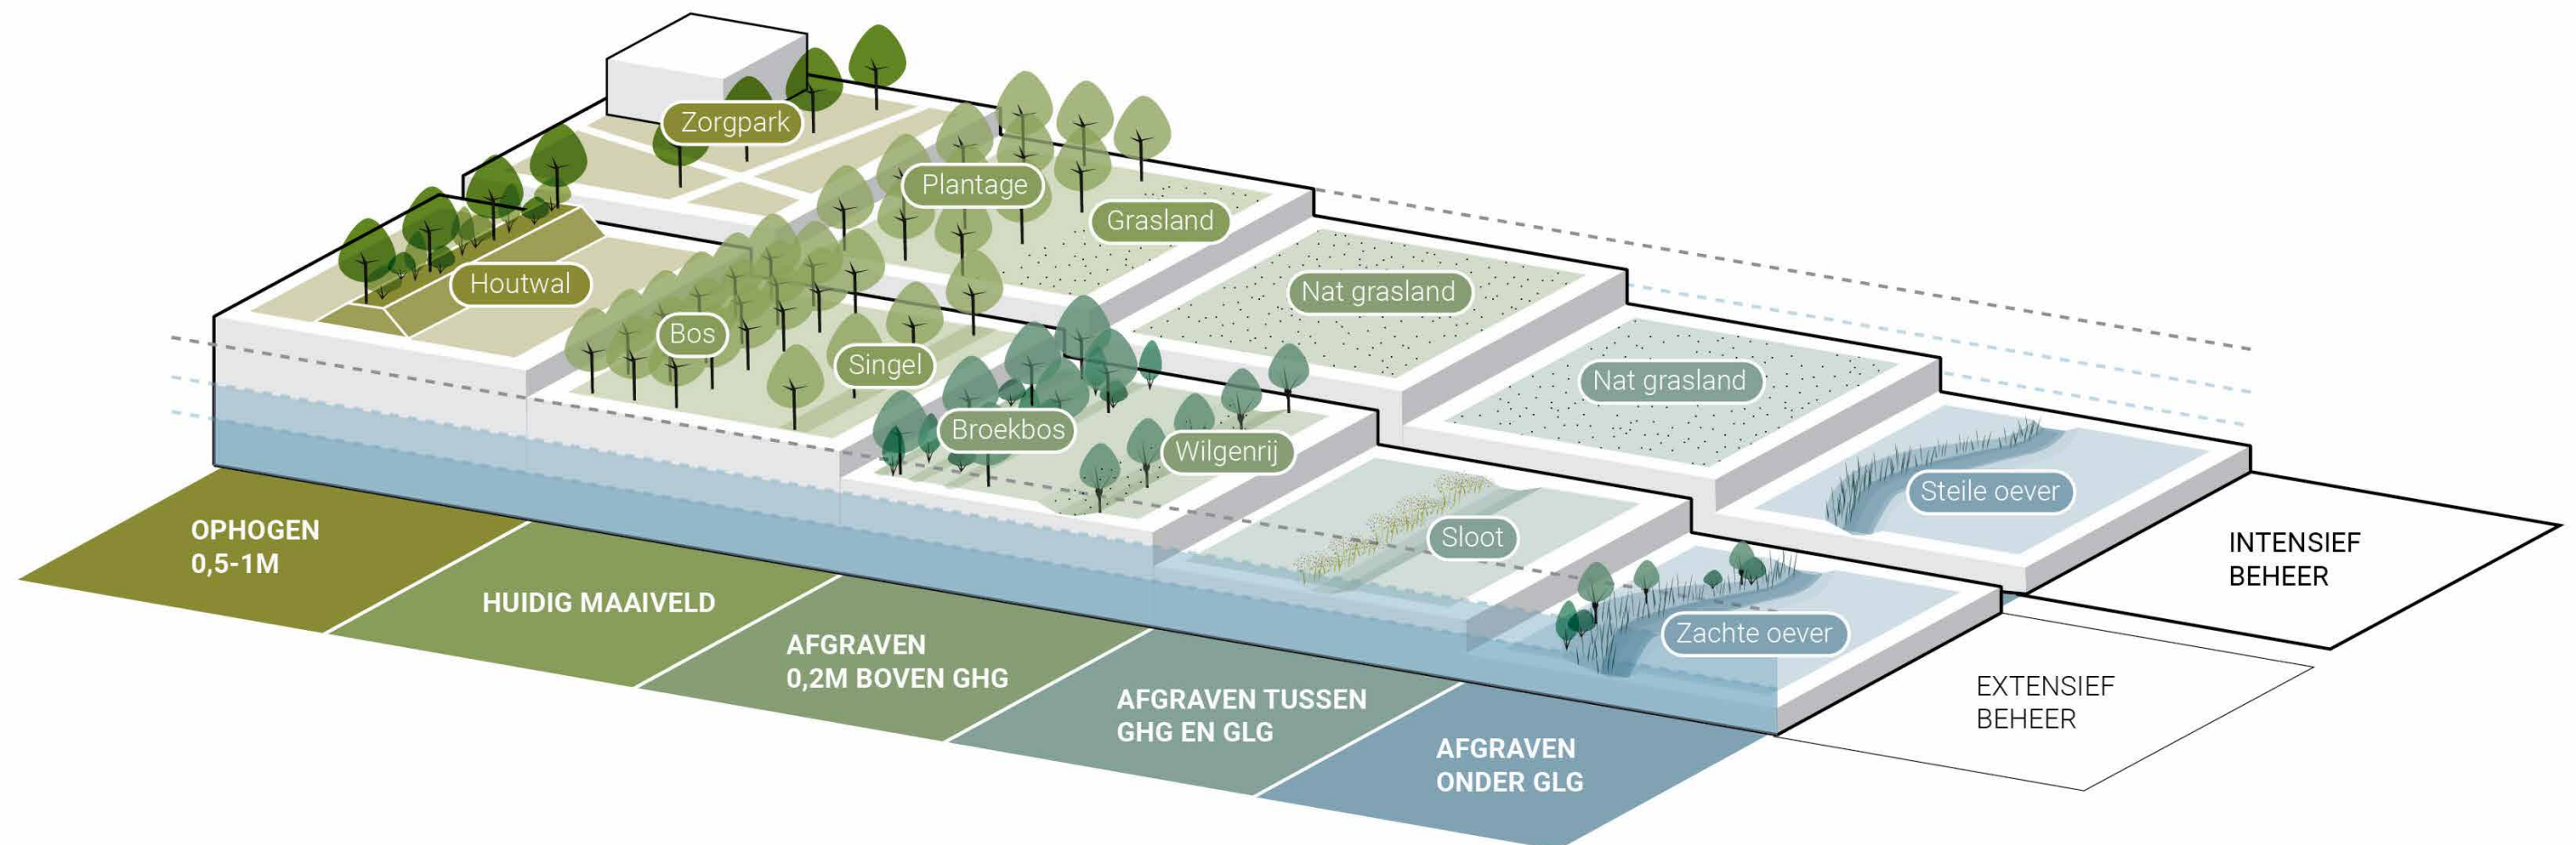 Zorgpark
Plantage
Grasland
Houtwal
Nat grasland
Bos
Singel
Nat grasland
Broekbos
Wilgenrij
Steile oever
Sloot
Zachte oever
OPHOGEN
0,5-1M
HUIDIG MAAIVELD
AFGRAVEN
0,2M BOVEN GHG
AFGRAVEN TUSSEN
GHG EN GLG
AFGRAVEN
ONDER GLG
INTENSIEF
BEHEER
EXTENSIEF
BEHEER